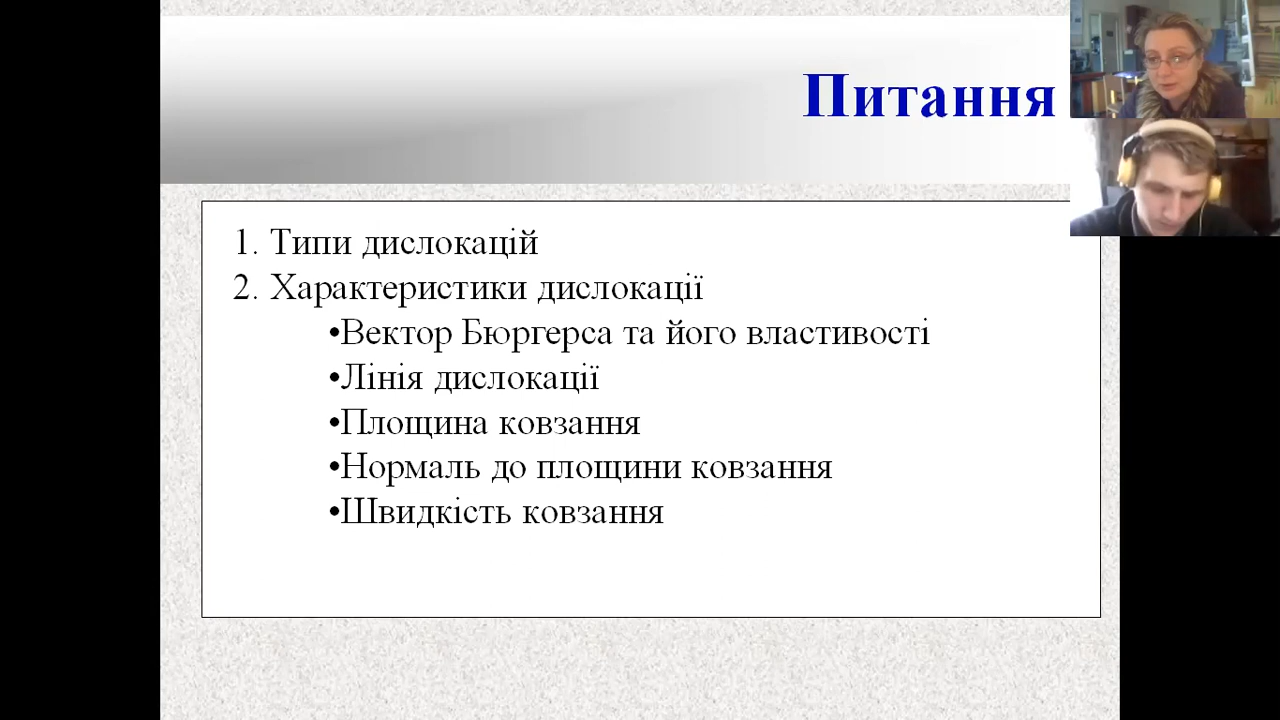 Питання
1. Типи дислокацій
2. Характеристики дислокації
•Вектор Бюргерса та його властивості
•Лінія дислокації
•Площина ковзання
•Нормаль до площини ковзання
•Швидкість ковзання